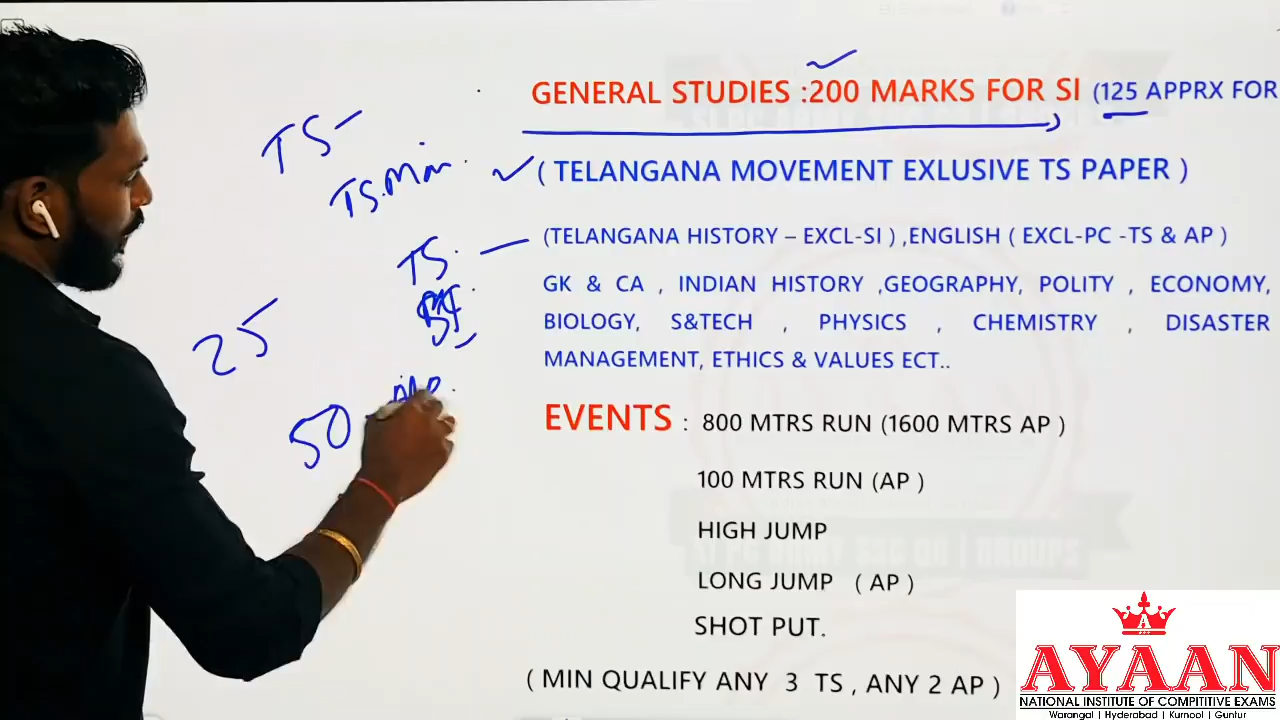 GENERAL STUDIES :200 MARKS FOR SI (125 APPRX FOR
TS-
( TELANGANA MOVEMENT EXLUSIVE TS PAPER )
TS.
(TELANGANA HISTORY – EXCL-SI ) ,ENGLISH ( EXCL-PC -TS & AP )
GK & CA , INDIAN HISTORY ,GEOGRAPHY, POLITY , ECONOMY,
BIOLOGY, S&TECH , PHYSICS , CHEMISTRY , DISASTER
MANAGEMENT, ETHICS & VALUES ECT..
25
50
EVENTS : 800 MTRS RUN (1600 MTRS AP )
100 MTRS RUN (AP )
HIGH JUMP
LONG JUMP ( AP )
SHOT PUT.
( MIN QUALIFY ANY 3 TS , ANY 2 AP )
AYAAN
NATIONAL INSTITUTE OF COMPITIVE EXAMS
Warangal | Hyderabad | Kurnool | Guntur